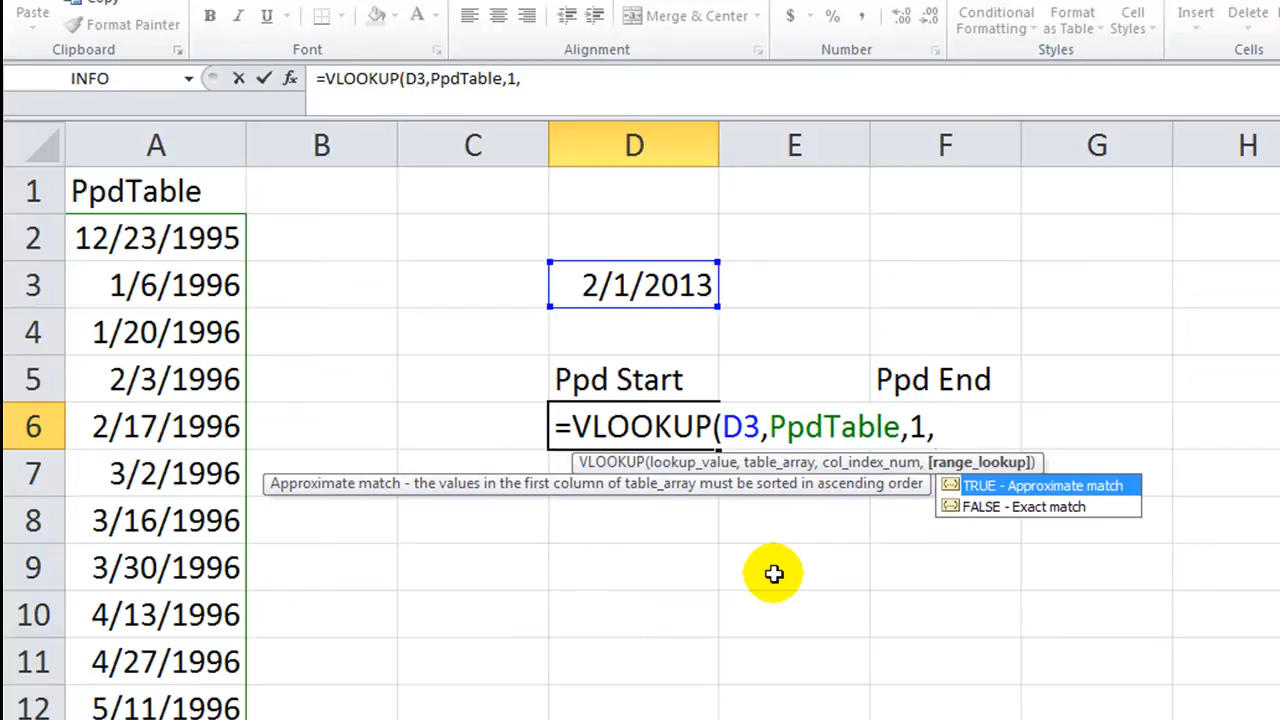 Paste
Format Painter
Clipboard
B I U
A
Font
Merge & Center
Alignment
$ % ,
.00
.00
Number
Conditional Formatting
Format as Table
Cell Styles
Styles
Insert
Delete
Cells
INFO
fx
=VLOOKUP(D3,PpdTable,1,
A B C D E F G H
1 PpdTable
2 12/23/1995
3 1/6/1996 2/1/2013
4 1/20/1996
5 2/3/1996 Ppd Start Ppd End
6 2/17/1996 =VLOOKUP(D3,PpdTable,1,
VLOOKUP(lookup_value, table_array, col_index_num, [range_lookup])
7 3/2/1996 Approximate match - the values in the first column of table_array must be sorted in ascending order
TRUE - Approximate match
FALSE - Exact match
8 3/16/1996
9 3/30/1996
10 4/13/1996
11 4/27/1996
12 5/11/1996